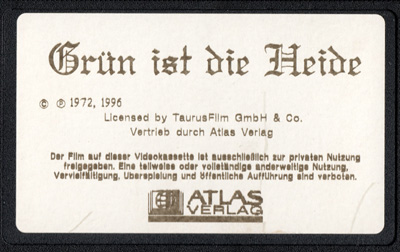 Grün ist die Heide
© ℗ 1972, 1996
Licensed by TaurusFilm GmbH & Co.
Vertrieb durch Atlas Verlag
Der Film auf dieser Videokassette ist ausschließlich zur privaten Nutzung
freigegeben. Eine teilweise oder vollständige anderweitige Nutzung,
Vervielfältigung, Überspielung und öffentliche Aufführung sind verboten.
ATLAS
VERLAG